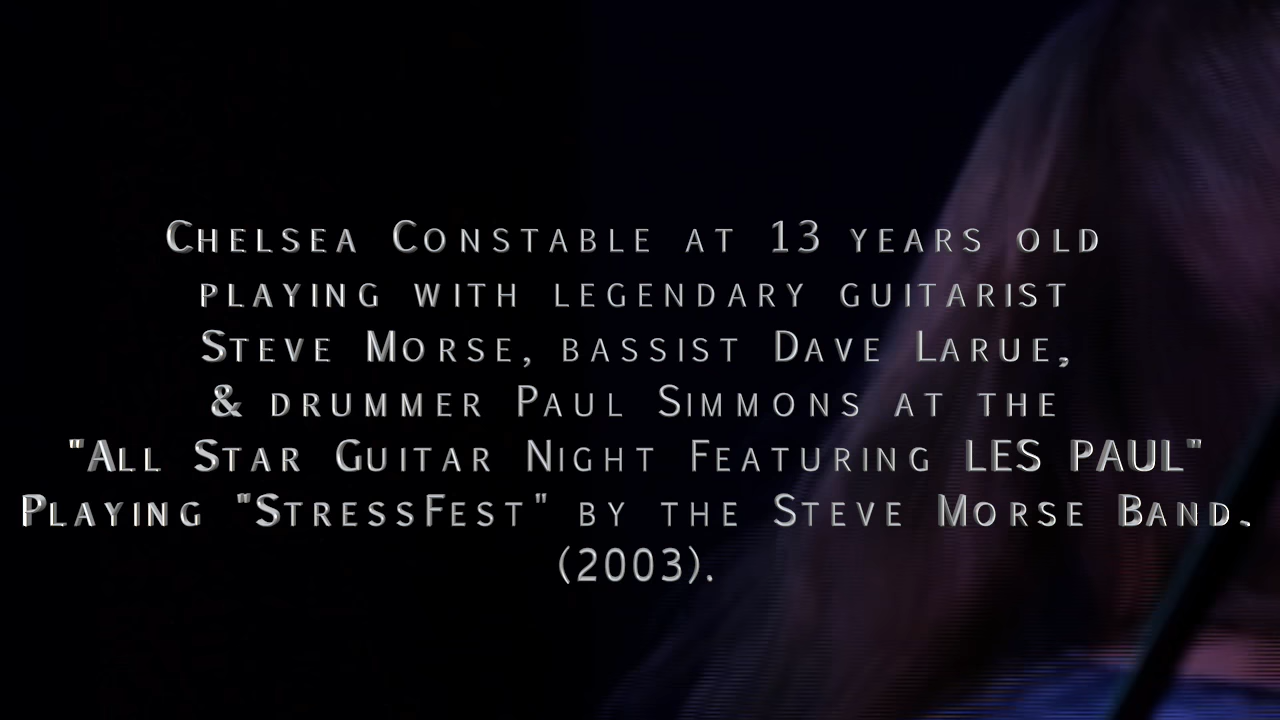 Chelsea Constable at 13 years old
playing with legendary guitarist
Steve Morse, bassist Dave Larue,
& drummer Paul Simmons at the
"All Star Guitar Night Featuring LES PAUL"
Playing "StressFest" by the Steve Morse Band.
(2003).